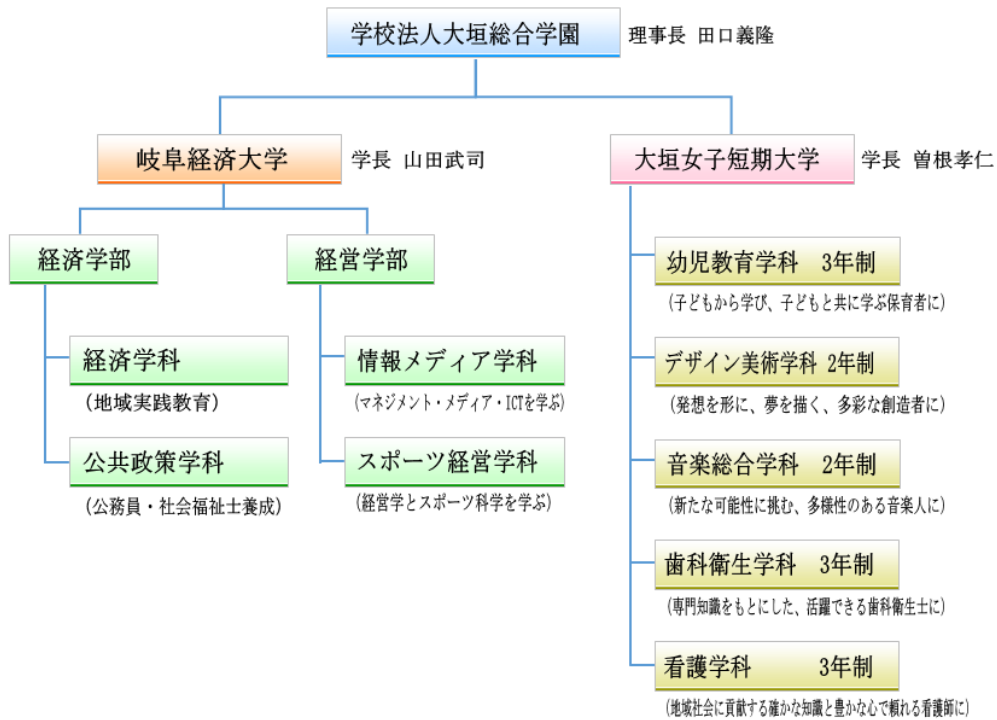 学校法人大垣総合学園 理事長 田口義隆
岐阜経済大学 学長 山田武司
経済学部
経済学科
(地域実践教育)
公共政策学科
(公務員・社会福祉士養成)
経営学部
情報メディア学科
(マネジメント・メディア・ICTを学ぶ)
スポーツ経営学科
(経営学とスポーツ科学を学ぶ)
大垣女子短期大学 学長 曽根孝仁
幼児教育学科 3年制
(子どもから学び、子どもと共に学ぶ保育者に)
デザイン美術学科 2年制
(発想を形に、夢を描く、多彩な創造者に)
音楽総合学科 2年制
(新たな可能性に挑む、多様性のある音楽人に)
歯科衛生学科 3年制
(専門知識をもとにした、活躍できる歯科衛生士に)
看護学科 3年制
(地域社会に貢献する確かな知識と豊かな心で頼れる看護師に)